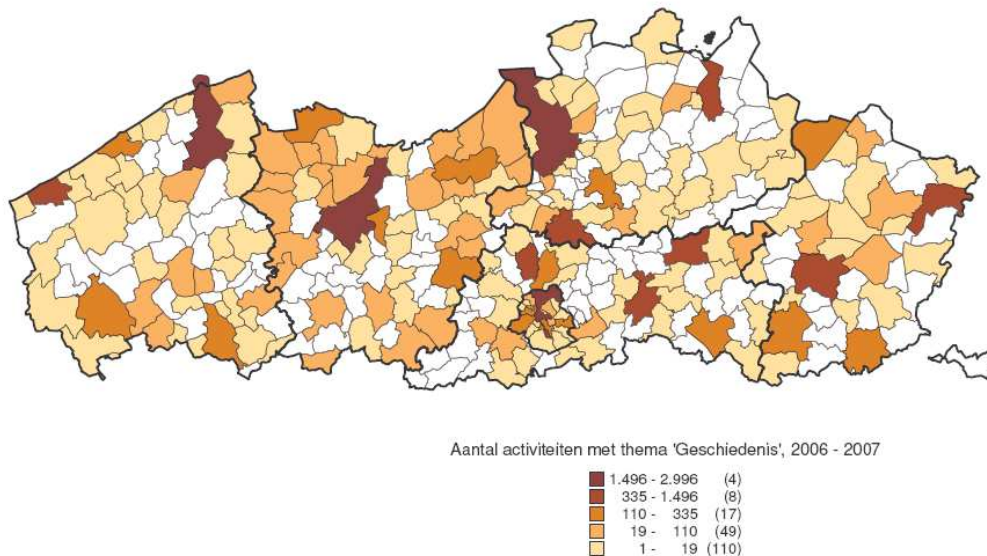 Aantal activiteiten met thema 'Geschiedenis', 2006 - 2007
1.496 - 2.996 (4)
335 - 1.496 (8)
110 - 335 (17)
19 - 110 (49)
1 - 19 (110)